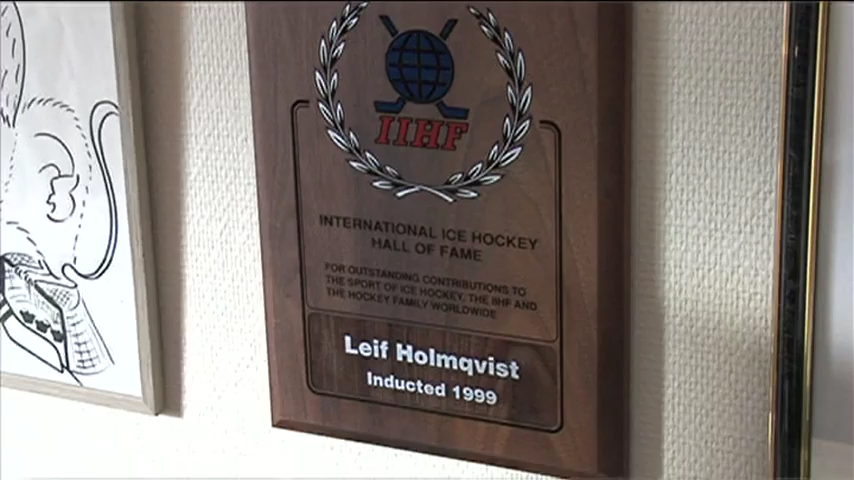 IIHF
INTERNATIONAL ICE HOCKEY
HALL OF FAME
FOR OUTSTANDING CONTRIBUTIONS TO
THE SPORT OF ICE HOCKEY, THE IIHF AND
THE HOCKEY FAMILY WORLDWIDE
Leif Holmqvist
Inducted 1999